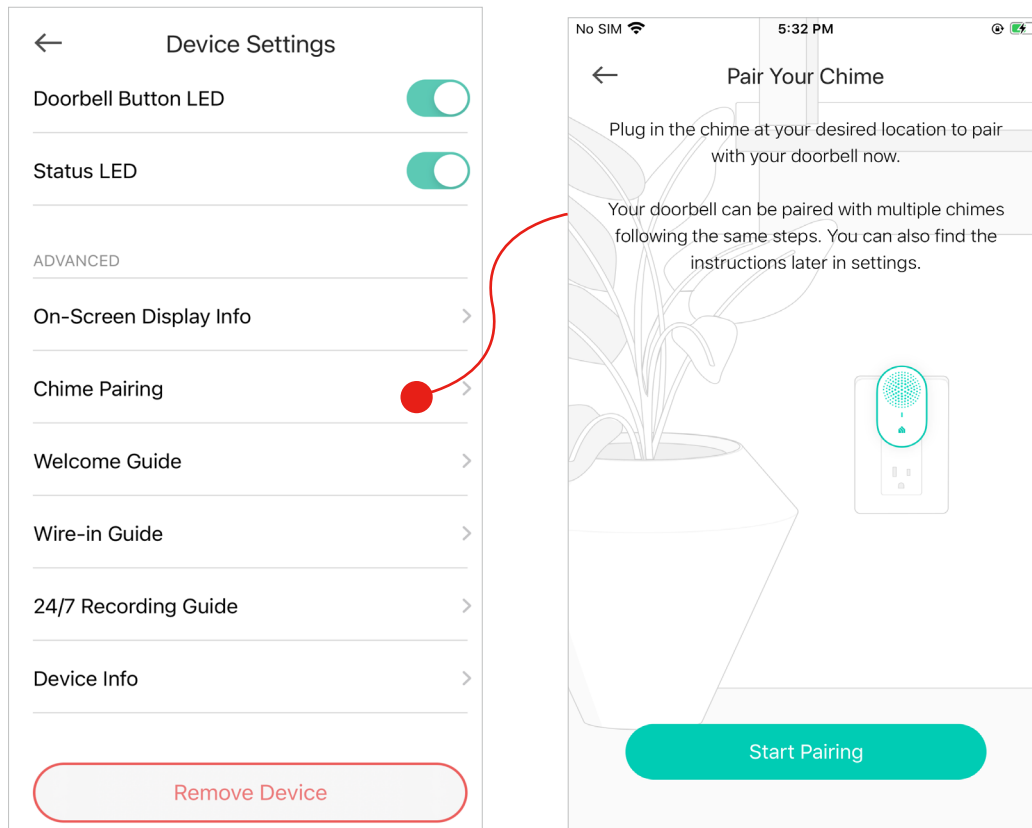 Device Settings
Doorbell Button LED
Status LED
ADVANCED
On-Screen Display Info
Chime Pairing
Welcome Guide
Wire-in Guide
24/7 Recording Guide
Device Info
Remove Device
No SIM
5:32 PM
Pair Your Chime
Plug in the chime at your desired location to pair
with your doorbell now.
Your doorbell can be paired with multiple chimes
following the same steps. You can also find the
instructions later in settings.
Start Pairing